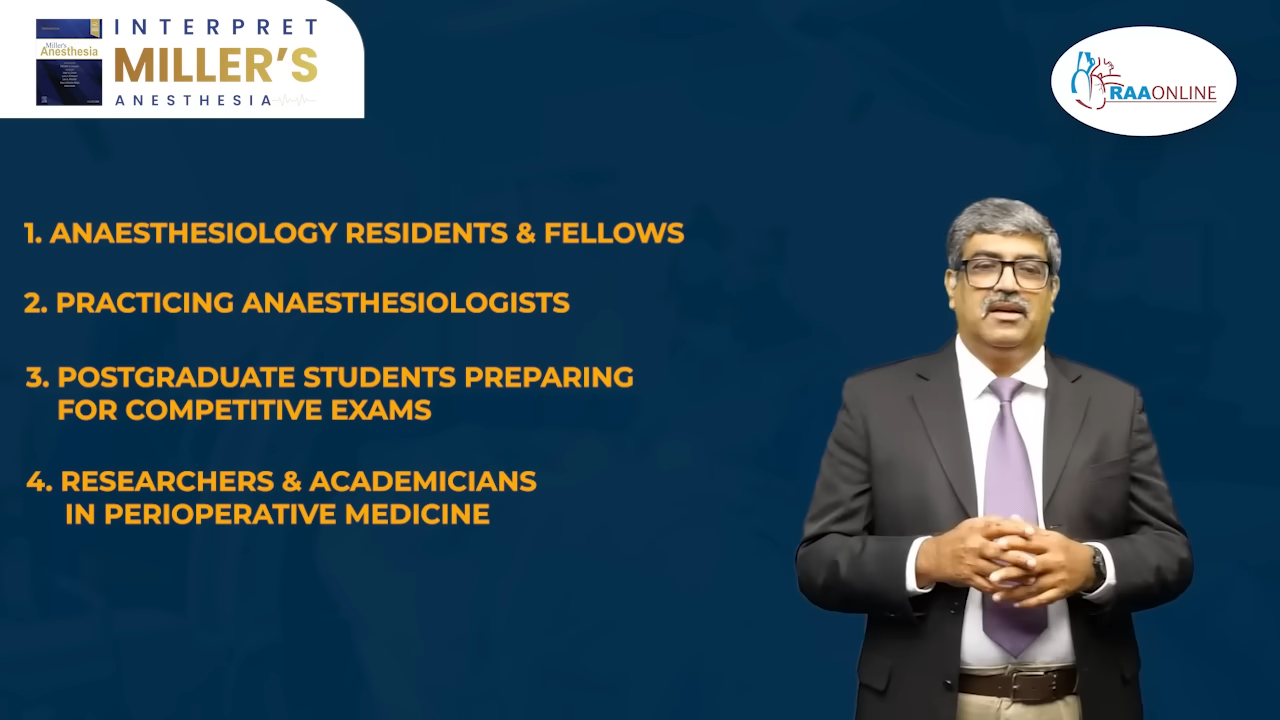 INTERPRET
MILLER'S
ANESTHESIA
Miller's
Anesthesia
RAAONLINE
1. ANAESTHESIOLOGY RESIDENTS & FELLOWS
2. PRACTICING ANAESTHESIOLOGISTS
3. POSTGRADUATE STUDENTS PREPARING
FOR COMPETITIVE EXAMS
4. RESEARCHERS & ACADEMICIANS
IN PERIOPERATIVE MEDICINE